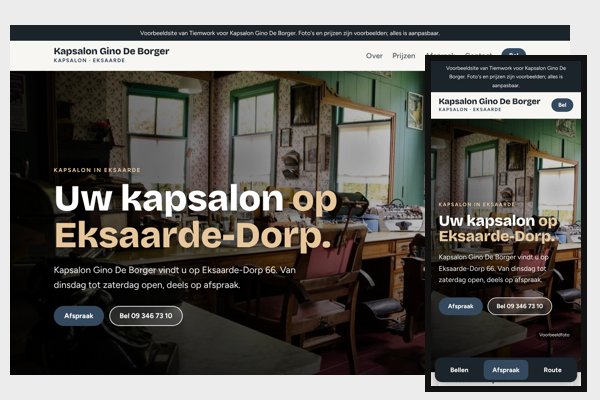 Voorbeeldsite van Tiemwork voor Kapsalon Gino De Borger. Foto's en prijzen zijn voorbeelden; alles is aanpasbaar.
Kapsalon Gino De Borger
KAPSALON · EKSAARDE
Over Prijzen Afspraak Contact Bel
KAPSALON IN EKSAARDE
Uw kapsalon op
Eksaarde-Dorp.
Kapsalon Gino De Borger vindt u op Eksaarde-Dorp 66. Van
dinsdag tot zaterdag open, deels op afspraak.
Afspraak Bel 09 346 73 10
Voorbeeldsite van Tiemwork voor Kapsalon Gino De
Borger. Foto's en prijzen zijn voorbeelden; alles is
aanpasbaar.
Kapsalon Gino De Borger
KAPSALON · EKSAARDE
Bel
KAPSALON IN EKSAARDE
Uw kapsalon op
Eksaarde-Dorp.
Kapsalon Gino De Borger vindt u op
Eksaarde-Dorp 66. Van dinsdag tot
zaterdag open, deels op afspraak.
Afspraak Bel 09 346 73 10
Voorbeeldfoto
Bellen Afspraak Route